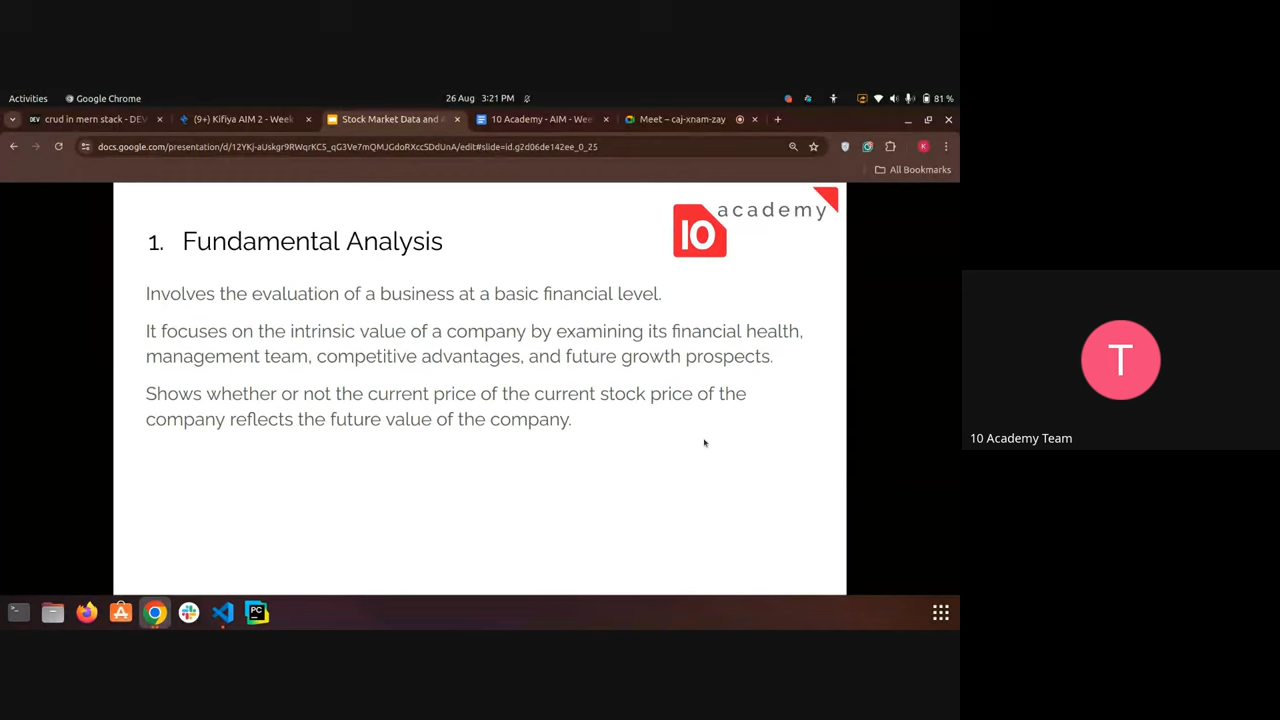 Activities
Google Chrome
26 Aug 3:21 PM
81 %
crud in mern stack - DEV
(9+) Kifiya AIM 2 - Week
Stock Market Data and A
10 Academy - AIM - Wee
Meet – caj-xnam-zay
docs.google.com/presentation/d/12YKj-aUskgr9RWqrKC5_qG3Ve7mQMJGdoRXccSDdUnA/edit#slide=id.g2d06de142ee_0_25
K
All Bookmarks
10 academy
1. Fundamental Analysis
Involves the evaluation of a business at a basic financial level.
It focuses on the intrinsic value of a company by examining its financial health,
management team, competitive advantages, and future growth prospects.
Shows whether or not the current price of the current stock price of the
company reflects the future value of the company.
T
10 Academy Team
PC